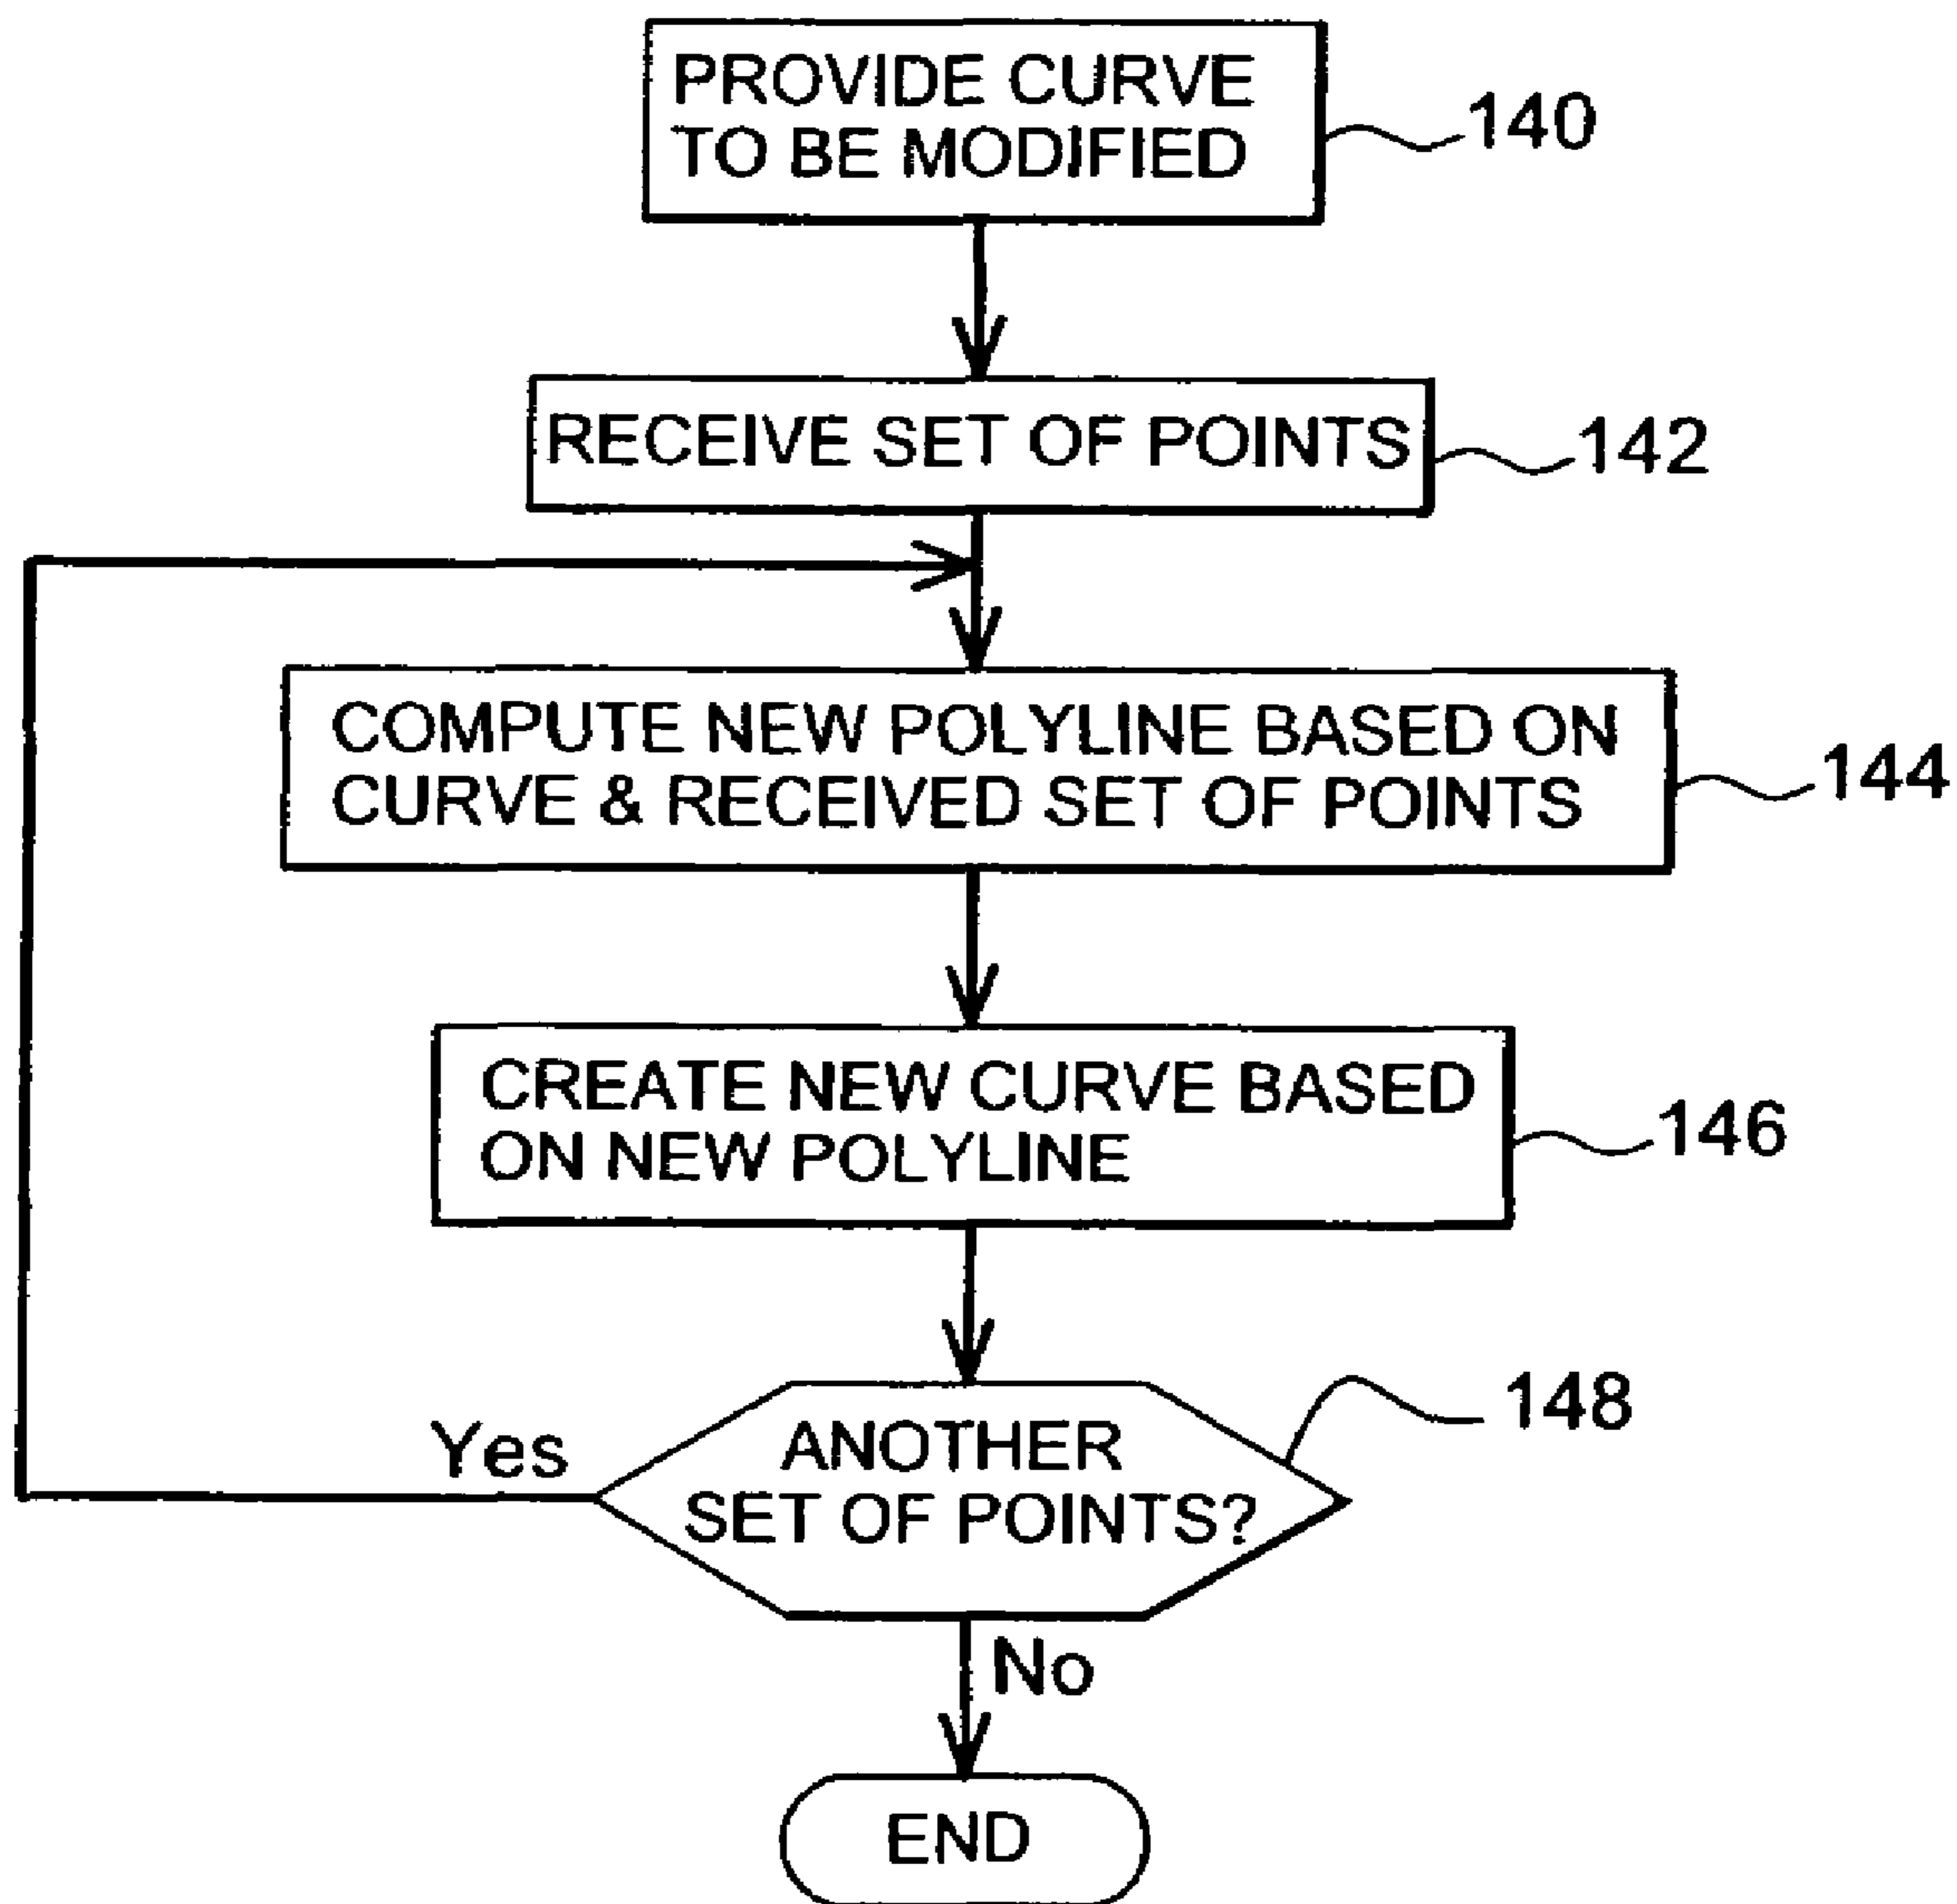 PROVIDE CURVE
TO BE MODIFIED
140
RECEIVE SET OF POINTS
142
COMPUTE NEW POLYLINE BASED ON
CURVE & RECEIVED SET OF POINTS
144
CREATE NEW CURVE BASED
ON NEW POLYLINE
146
148
Yes
ANOTHER
SET OF POINTS?
No
END